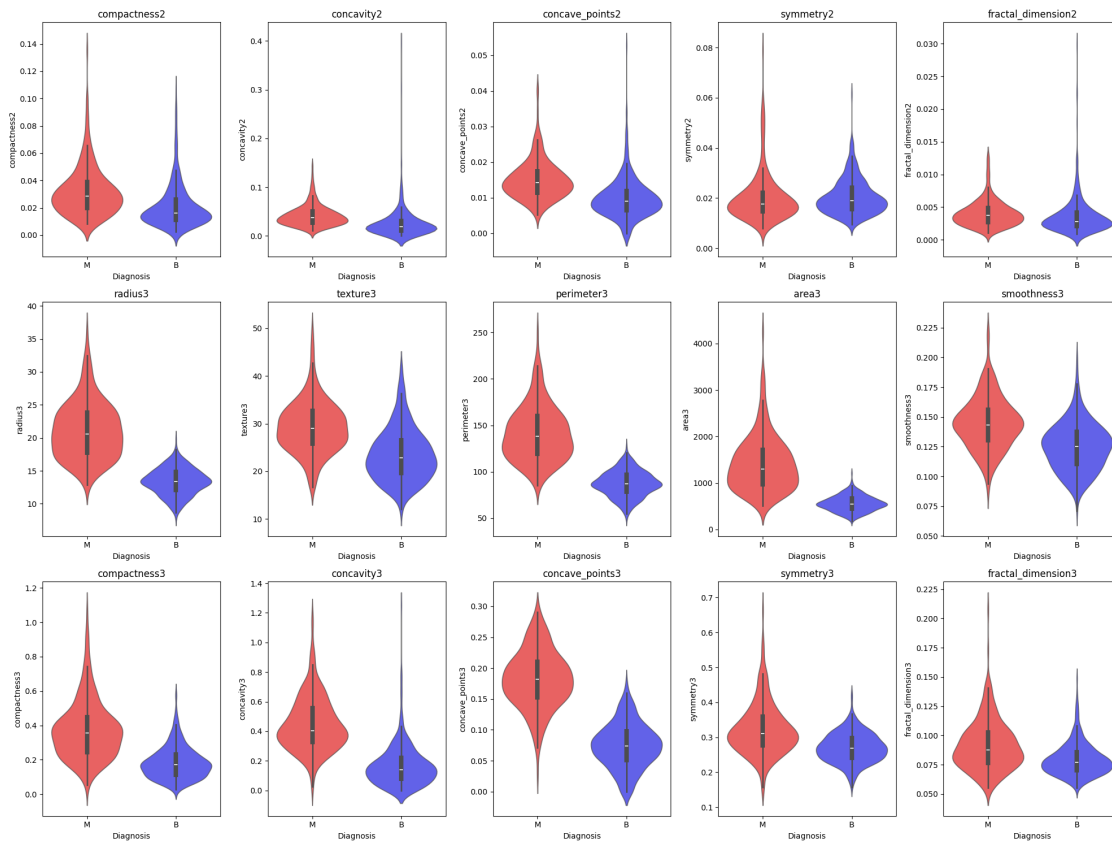 compactness2
0.14
0.12
0.10
0.08
0.06
0.04
0.02
0.00
compactness2
M B
Diagnosis
concavity2
0.4
0.3
0.2
0.1
0.0
concavity2
M B
Diagnosis
concave_points2
0.05
0.04
0.03
0.02
0.01
0.00
concave_points2
M B
Diagnosis
symmetry2
0.08
0.06
0.04
0.02
0.00
symmetry2
M B
Diagnosis
fractal_dimension2
0.030
0.025
0.020
0.015
0.010
0.005
0.000
fractal_dimension2
M B
Diagnosis
radius3
40
35
30
25
20
15
10
radius3
M B
Diagnosis
texture3
50
40
30
20
10
texture3
M B
Diagnosis
perimeter3
250
200
150
100
50
perimeter3
M B
Diagnosis
area3
4000
3000
2000
1000
0
area3
M B
Diagnosis
smoothness3
0.225
0.200
0.175
0.150
0.125
0.100
0.075
0.050
smoothness3
M B
Diagnosis
compactness3
1.2
1.0
0.8
0.6
0.4
0.2
0.0
compactness3
M B
Diagnosis
concavity3
1.4
1.2
1.0
0.8
0.6
0.4
0.2
0.0
concavity3
M B
Diagnosis
concave_points3
0.30
0.25
0.20
0.15
0.10
0.05
0.00
concave_points3
M B
Diagnosis
symmetry3
0.7
0.6
0.5
0.4
0.3
0.2
0.1
symmetry3
M B
Diagnosis
fractal_dimension3
0.225
0.200
0.175
0.150
0.125
0.100
0.075
0.050
fractal_dimension3
M B
Diagnosis